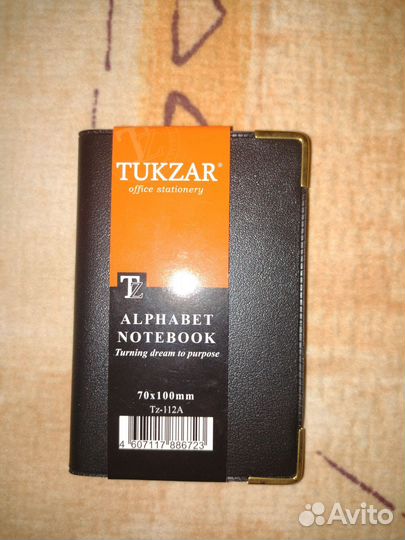 TUKZAR®
office stationery
TZ
ALPHABET
NOTEBOOK
Turning dream to purpose
70x100mm
Tz-112A
4 607117 886723
Avito